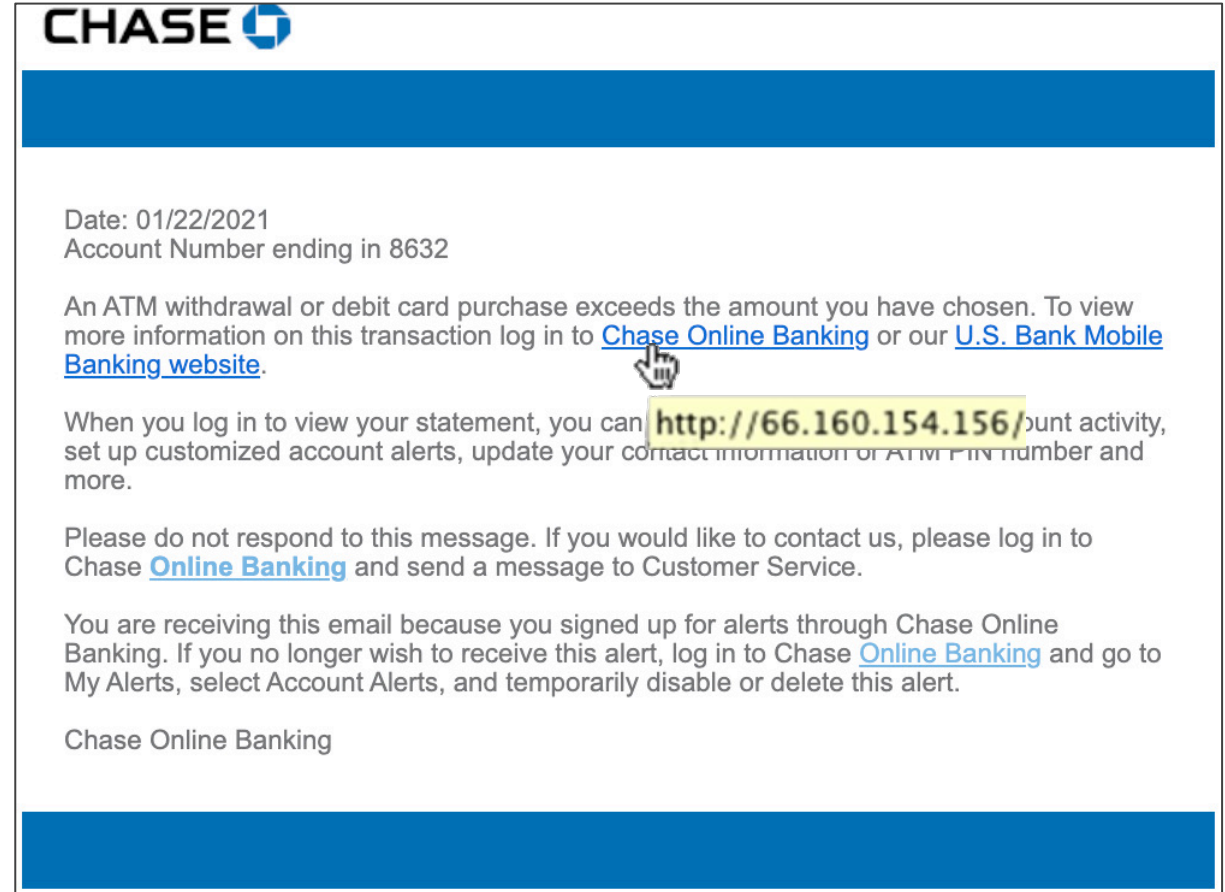 CHASE
Date: 01/22/2021
Account Number ending in 8632
An ATM withdrawal or debit card purchase exceeds the amount you have chosen. To view
more information on this transaction log in to Chase Online Banking or our U.S. Bank Mobile
Banking website.
When you log in to view your statement, you can http://66.160.154.156/ount activity,
set up customized account alerts, update your contact information or ATM PIN number and
more.
Please do not respond to this message. If you would like to contact us, please log in to
Chase Online Banking and send a message to Customer Service.
You are receiving this email because you signed up for alerts through Chase Online
Banking. If you no longer wish to receive this alert, log in to Chase Online Banking and go to
My Alerts, select Account Alerts, and temporarily disable or delete this alert.
Chase Online Banking